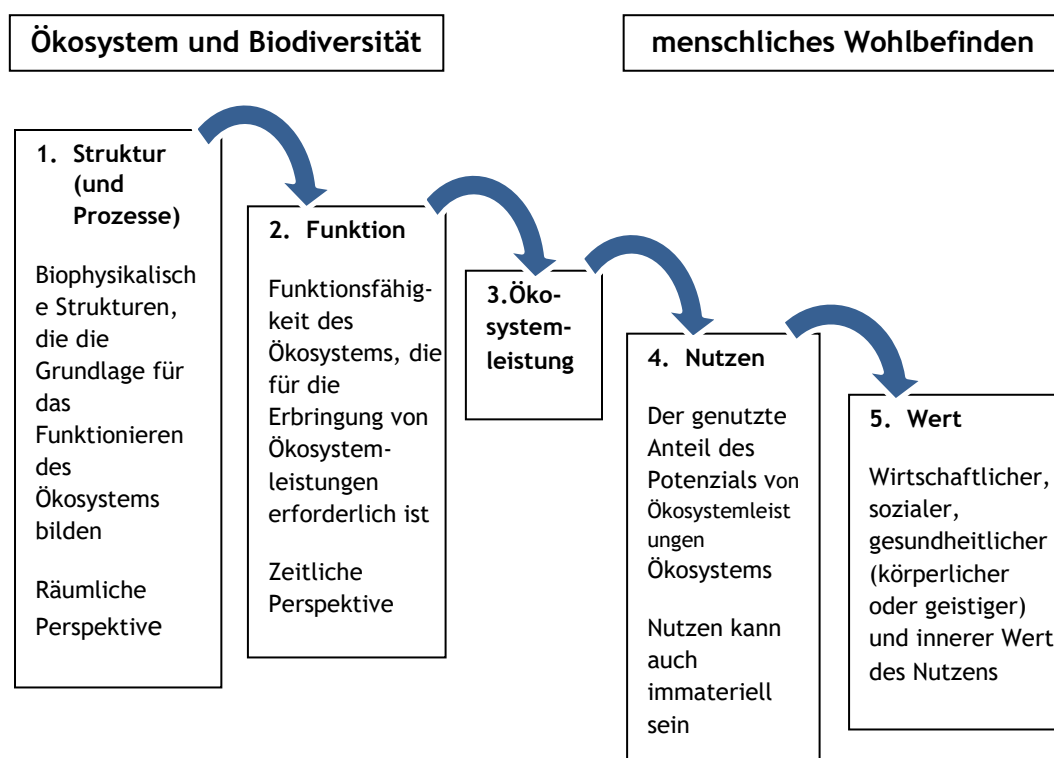 Ökosystem und Biodiversität
menschliches Wohlbefinden
1. Struktur
(und
Prozesse)
Biophysikalisch
e Strukturen,
die die
Grundlage für
das
Funktionieren
des
Ökosystems
bilden
Räumliche
Perspektive
2. Funktion
Funktionsfähig-
keit des
Ökosystems, die
für die
Erbringung von
Ökosystem-
leistungen
erforderlich ist
Zeitliche
Perspektive
3.Öko-
system-
leistung
4. Nutzen
Der genutzte
Anteil des
Potenzials von
Ökosystemleist
ungen
Ökosystems
Nutzen kann
auch
immateriell
sein
5. Wert
Wirtschaftlicher,
sozialer,
gesundheitlicher
(körperlicher
oder geistiger)
und innerer Wert
des Nutzens